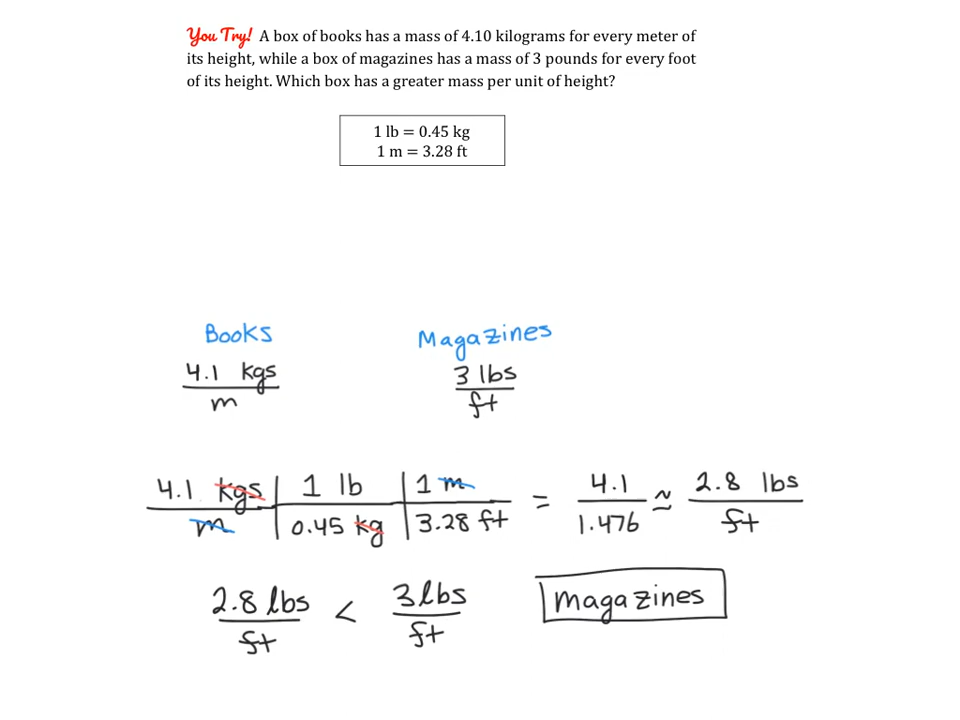 You Try! A box of books has a mass of 4.10 kilograms for every meter of
its height, while a box of magazines has a mass of 3 pounds for every foot
of its height. Which box has a greater mass per unit of height?
1 lb = 0.45 kg
1 m = 3.28 ft
Books Magazines
4.1 kgs 3 lbs
m ft
4.1 kgs 1 lb 1 m = 4.1 ≈ 2.8 lbs
m 0.45 kg 3.28 ft 1.476 ft
2.8 lbs < 3 lbs magazines
ft ft